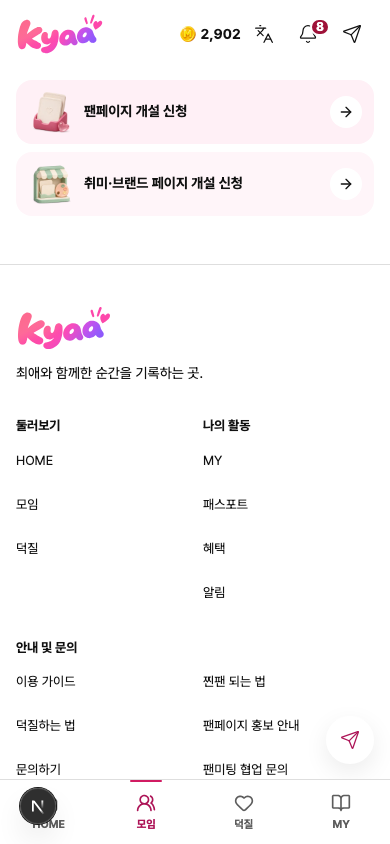 Kyaa
2,902
8
팬페이지 개설 신청
취미·브랜드 페이지 개설 신청
Kyaa
최애와 함께한 순간을 기록하는 곳.
둘러보기
HOME
모임
덕질
나의 활동
MY
패스포트
혜택
알림
안내 및 문의
이용 가이드
찐팬 되는 법
덕질하는 법
팬페이지 홍보 안내
문의하기
팬미팅 협업 문의
N
HOME
모임
덕질
MY